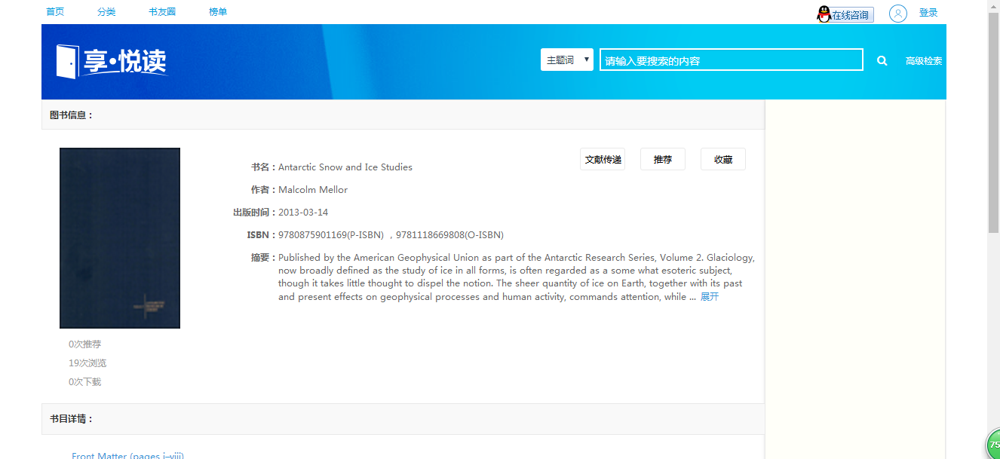 首页 分类 书友圈 榜单 在线咨询 登录
享·悦读 主题词 请输入要搜索的内容 高级检索
图书信息：
文献传递 推荐 收藏
书名：Antarctic Snow and Ice Studies
作者：Malcolm Mellor
出版时间：2013-03-14
ISBN：9780875901169(P-ISBN) ，9781118669808(O-ISBN)
摘要：Published by the American Geophysical Union as part of the Antarctic Research Series, Volume 2. Glaciology,
now broadly defined as the study of ice in all forms, is often regarded as a some what esoteric subject,
though it takes little thought to dispel the notion. The sheer quantity of ice on Earth, together with its past
and present effects on geophysical processes and human activity, commands attention, while ... 展开
0次推荐
19次浏览
0次下载
书目详情：
Front Matter (pages i–viii)
75